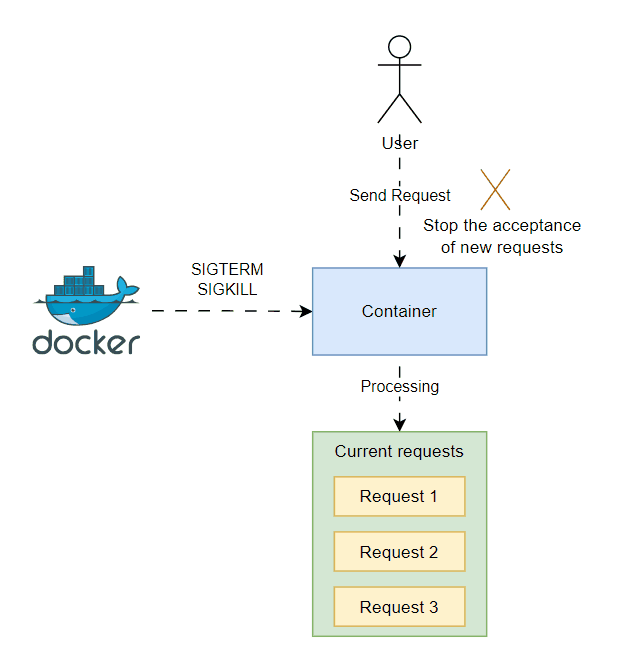 User
Send Request
Stop the acceptance
of new requests
SIGTERM
SIGKILL
docker
Container
Processing
Current requests
Request 1
Request 2
Request 3